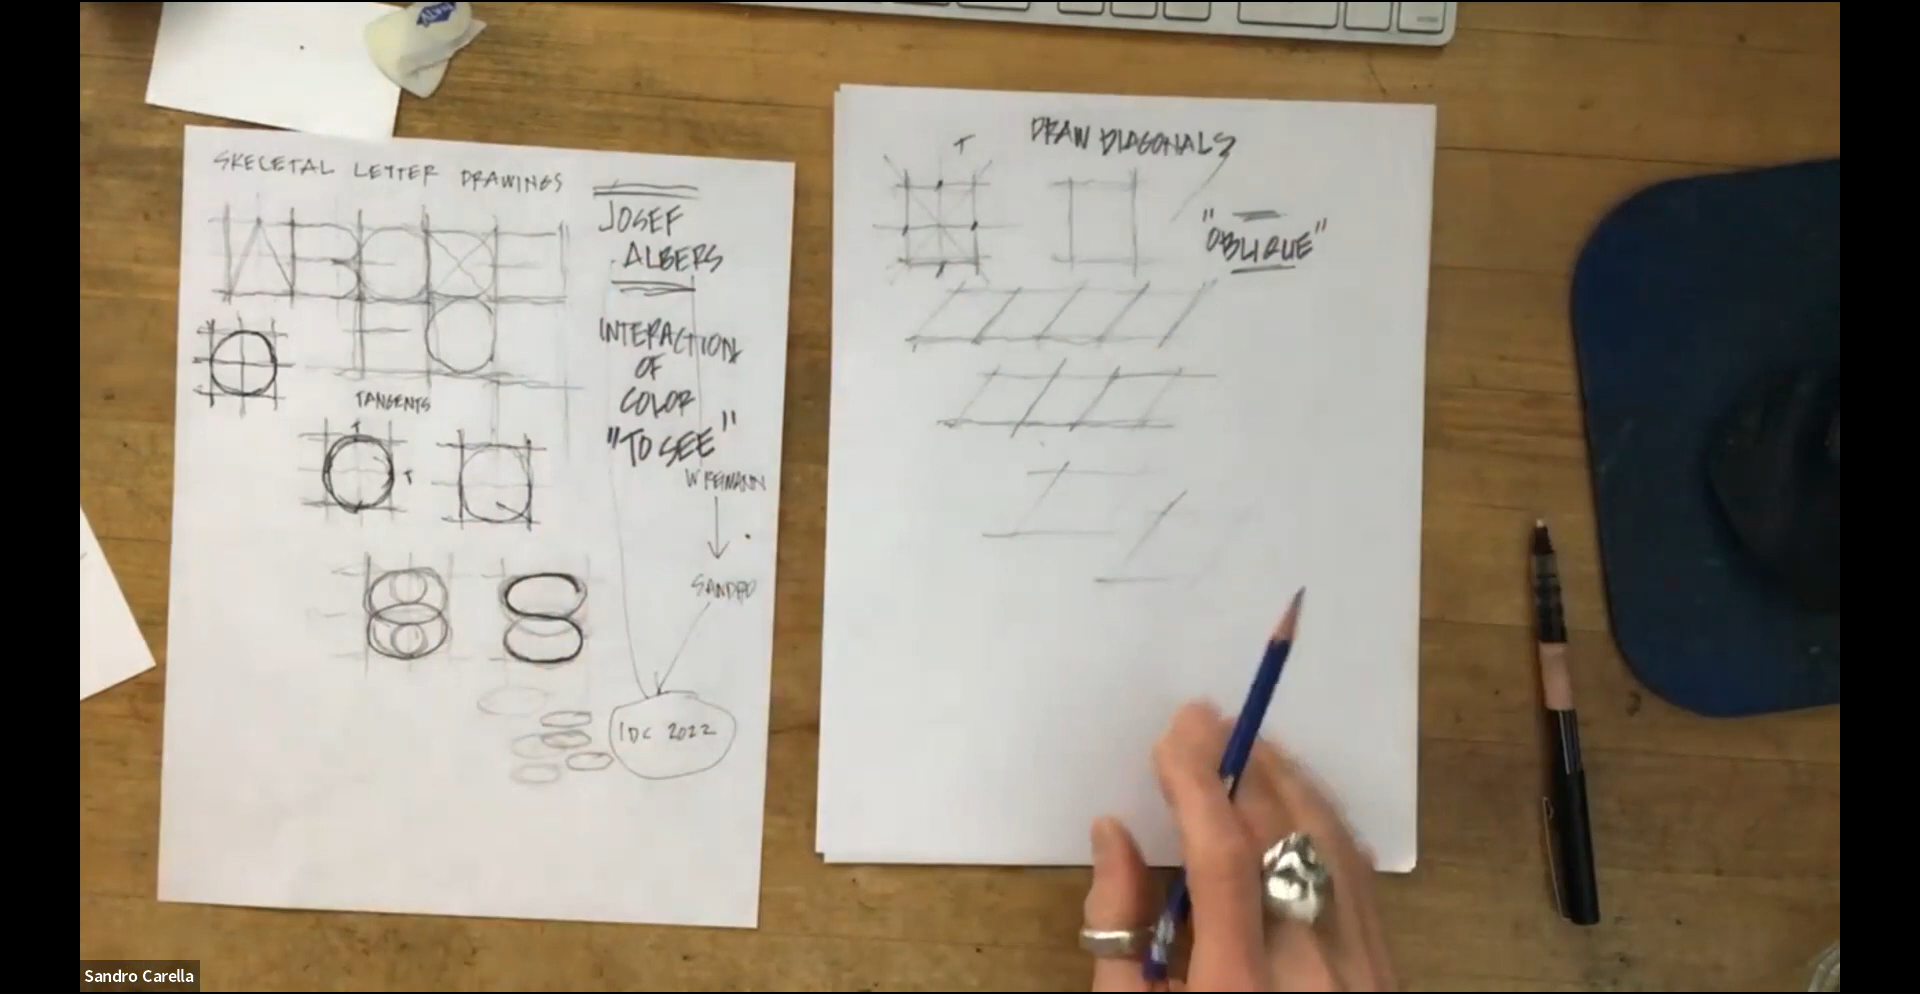 SKELETAL LETTER DRAWINGS
JOSEF
ALBERS
INTERACTION
OF
COLOR
"TO SEE"
W REIMANN
SANDRO
IDC 2022
TANGENTS
T
T
DRAW DIAGONALS
T
"OBLIQUE"
Sandro Carella